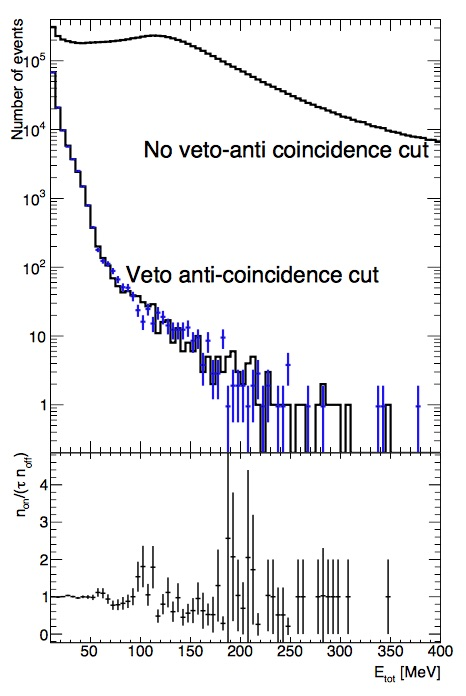 Number of events
10^5
No veto-anti coincidence cut
10^4
10^3
10^2
Veto anti-coincidence cut
10
1
n_on/(τ n_off)
4
3
2
1
0
50 100 150 200 250 300 350 400
E_tot [MeV]